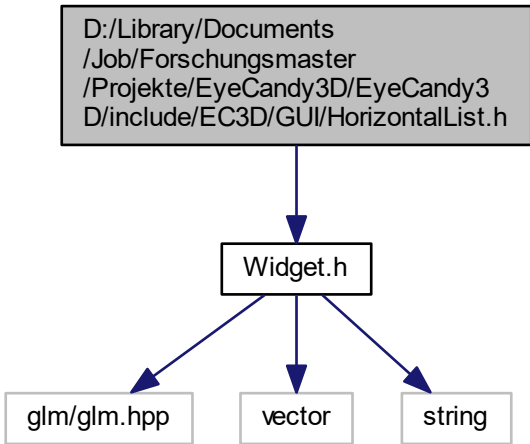 D:/Library/Documents
/Job/Forschungsmaster
/Projekte/EyeCandy3D/EyeCandy3
D/include/EC3D/GUI/HorizontalList.h
Widget.h
glm/glm.hpp
vector
string